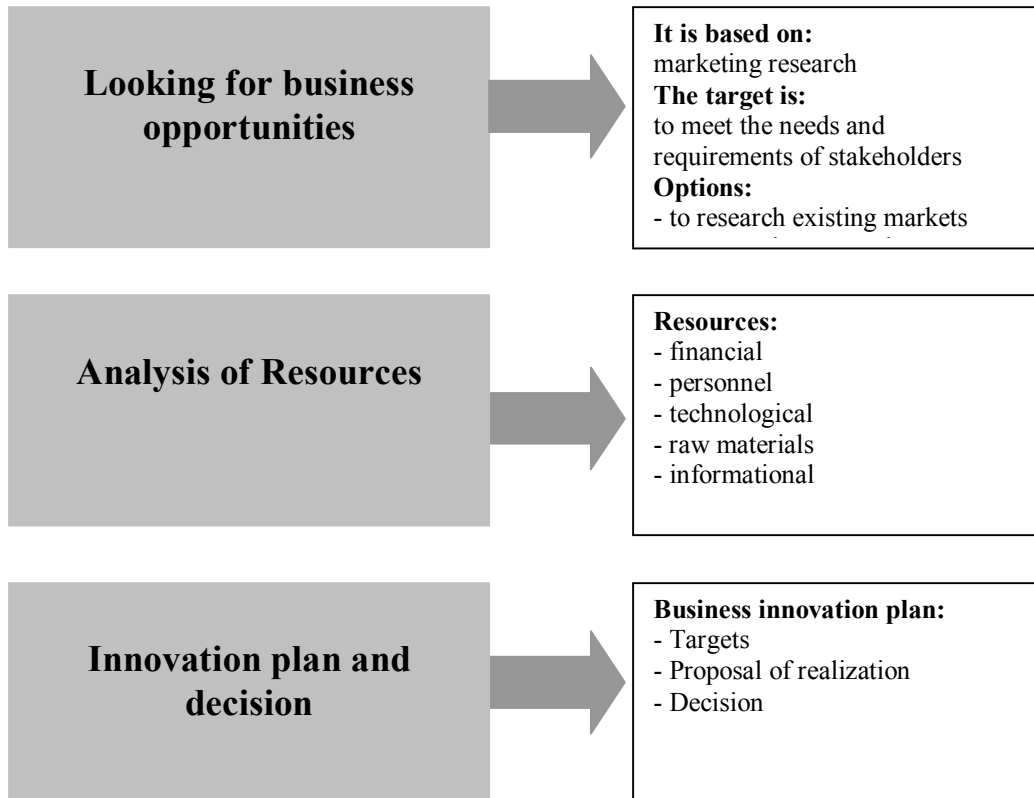 Looking for business
opportunities
It is based on:
marketing research
The target is:
to meet the needs and
requirements of stakeholders
Options:
- to research existing markets
Analysis of Resources
Resources:
- financial
- personnel
- technological
- raw materials
- informational
Innovation plan and
decision
Business innovation plan:
- Targets
- Proposal of realization
- Decision